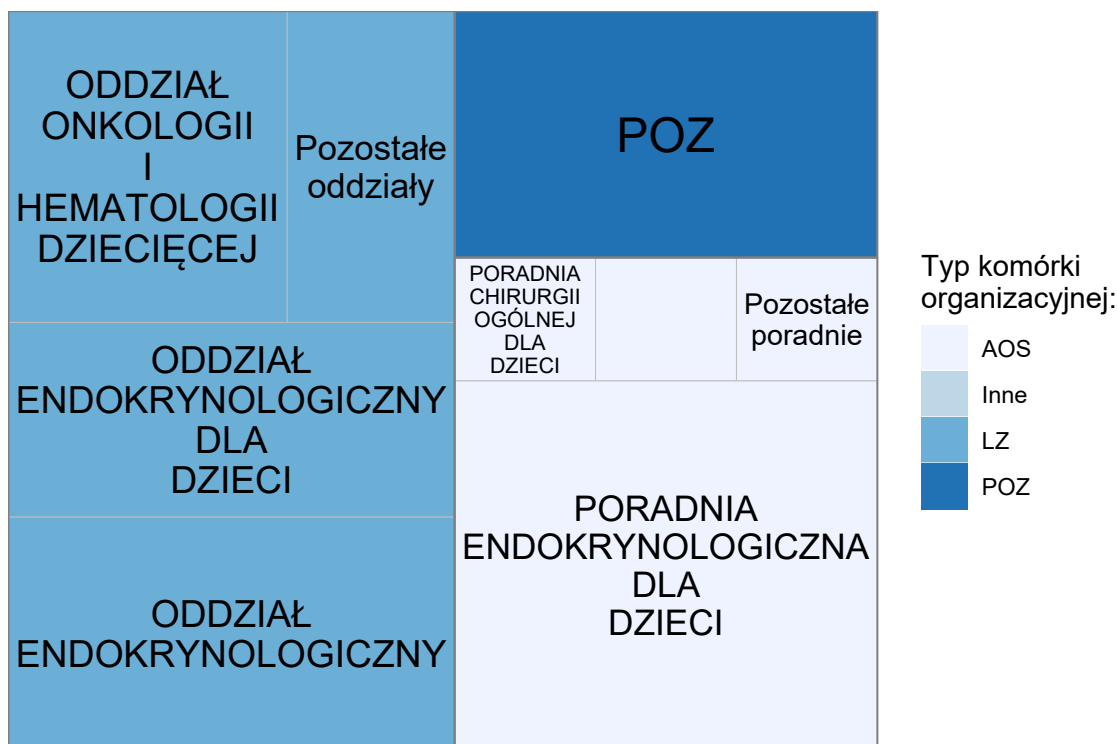 ODDZIAŁ
ONKOLOGII
I
HEMATOLOGII
DZIECIĘCEJ
Pozostałe
oddziały
ODDZIAŁ
ENDOKRYNOLOGICZNY
DLA
DZIECI
ODDZIAŁ
ENDOKRYNOLOGICZNY
POZ
PORADNIA
CHIRURGII
OGÓLNEJ
DLA
DZIECI
Pozostałe
poradnie
PORADNIA
ENDOKRYNOLOGICZNA
DLA
DZIECI
Typ komórki
organizacyjnej:
AOS
Inne
LZ
POZ